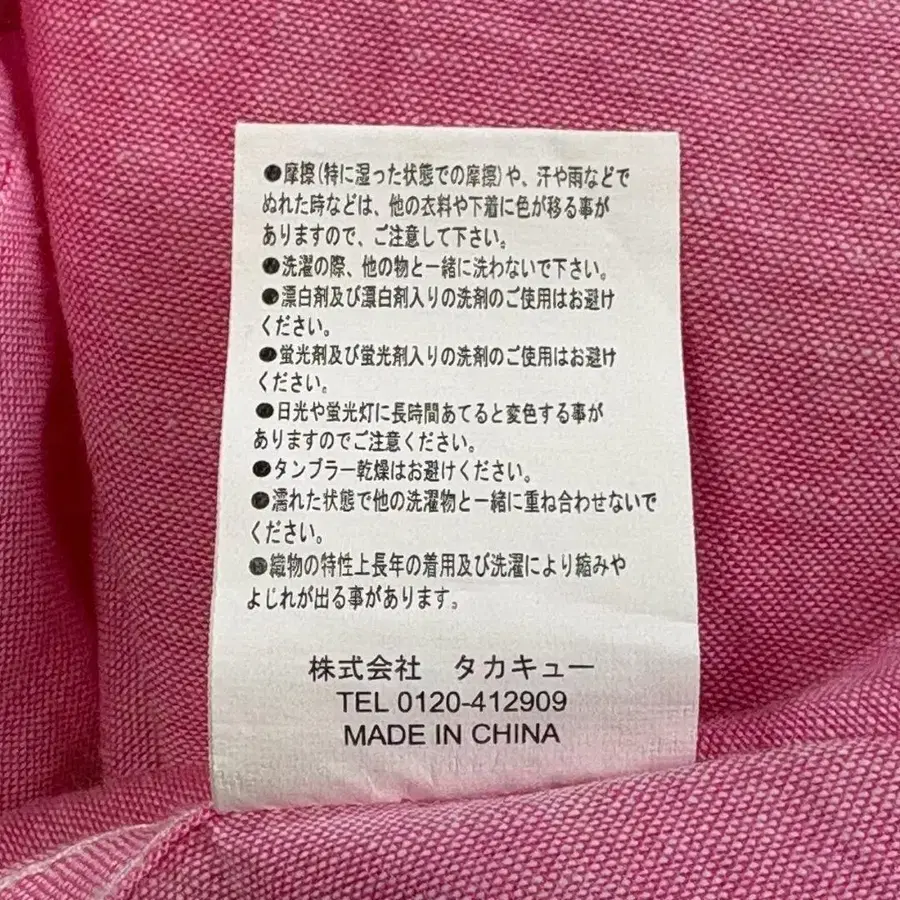 ●摩擦(特に湿った状態での摩擦)や、汗や雨などで
ぬれた時などは、他の衣料や下着に色が移る事が
ありますので、ご注意して下さい。
●洗濯の際、他の物と一緒に洗わないで下さい。
●漂白剤及び漂白剤入りの洗剤のご使用はお避け
ください。
●蛍光剤及び蛍光剤入りの洗剤のご使用はお避け
ください。
●日光や蛍光灯に長時間あてると変色する事が
ありますのでご注意ください。
●タンブラー乾燥はお避けください。
●濡れた状態で他の洗濯物と一緒に重ね合わせないで
ください。
●織物の特性上長年の着用及び洗濯により縮みや
よじれが出る事があります。
株式会社 タカキュー
TEL 0120-412909
MADE IN CHINA